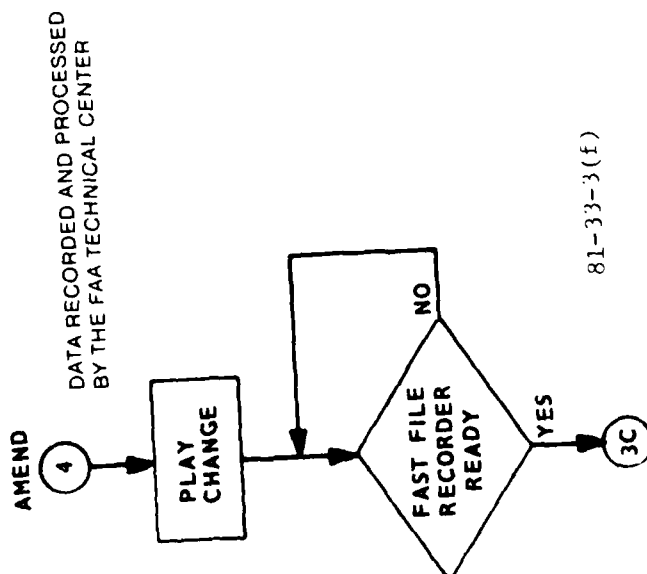 DATA RECORDED AND PROCESSED
BY THE FAA TECHNICAL CENTER
AMEND
4
PLAY
CHANGE
NO
FAST FILE
RECORDER
READY
YES
3C
81-33-3(f)